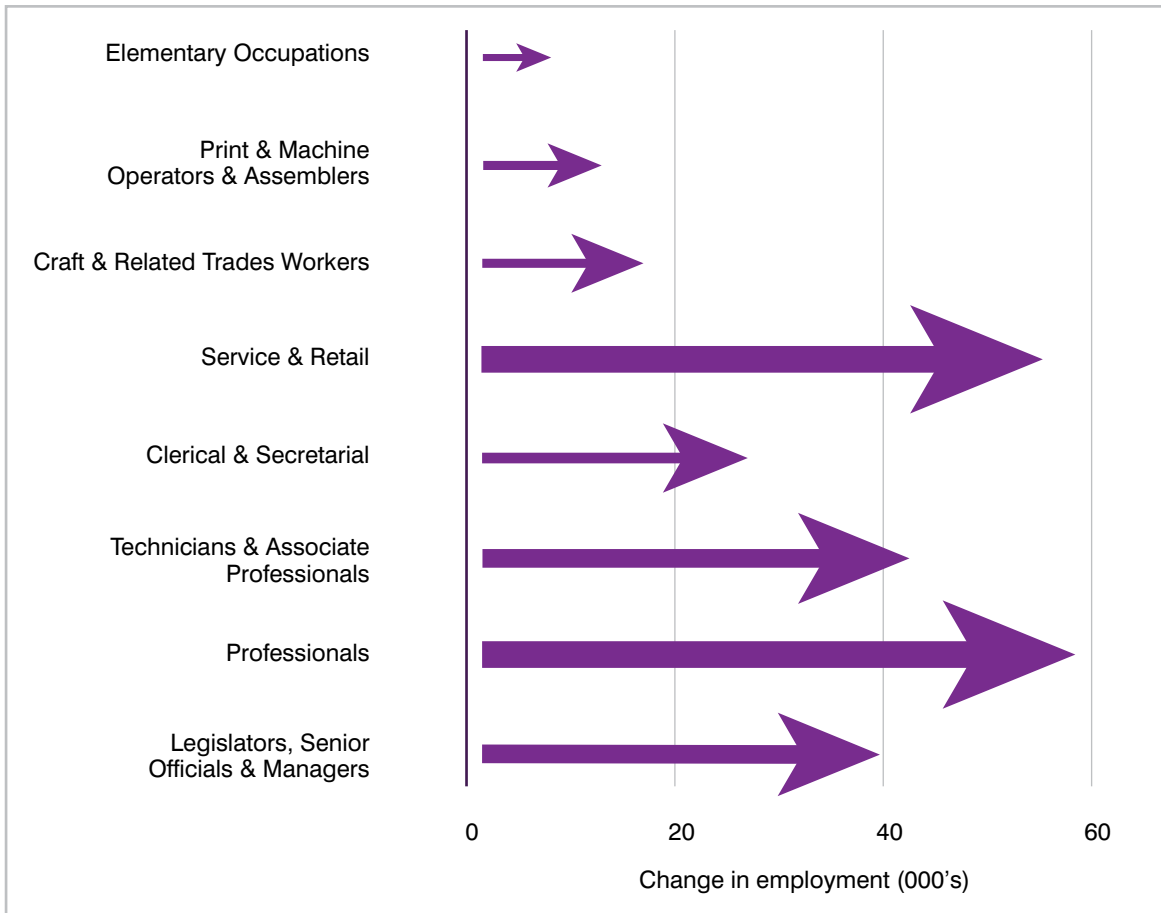 Elementary Occupations
Print & Machine
Operators & Assemblers
Craft & Related Trades Workers
Service & Retail
Clerical & Secretarial
Technicians & Associate
Professionals
Professionals
Legislators, Senior
Officials & Managers
0 20 40 60
Change in employment (000’s)